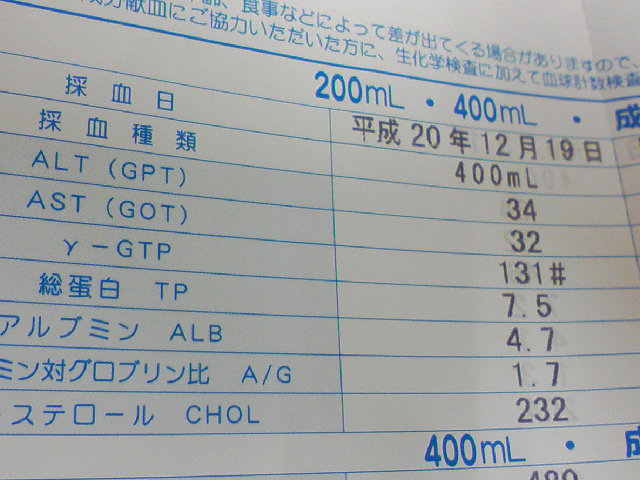 食事などによって差が出てくる場合がありますので、
成分献血にご協力いただいた方に、生化学検査に加えて血球計数検査
200mL・400mL・成
採血日 平成20年12月19日
採血種類 400mL
ALT(GPT) 34
AST(GOT) 32
γ-GTP 131#
総蛋白 TP 7.5
アルブミン ALB 4.7
ミン対グロブリン比 A/G 1.7
ステロール CHOL 232
400mL・成